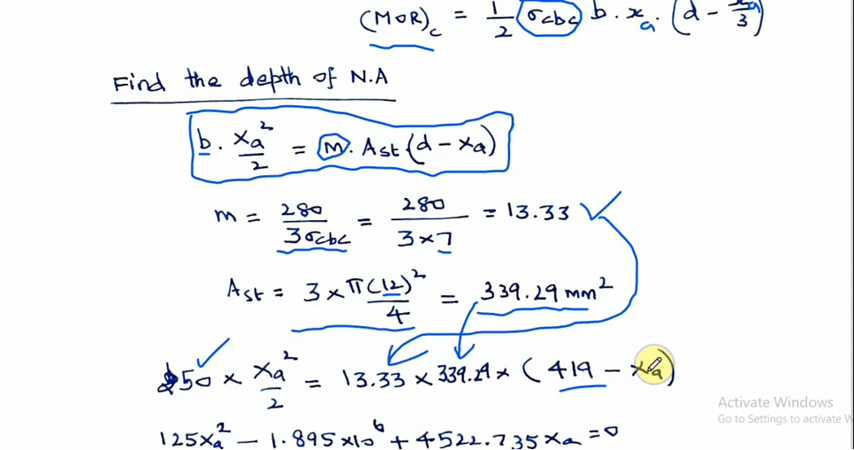 (MOR)c = 1/2 σcbc b · xa · (d − xa/3)
Find the depth of N.A
b · xa²/2 = m · Ast (d − xa)
m = 280/3σcbc = 280/3×7 = 13.33
Ast = 3 × π(12)²/4 = 339.29 mm²
250 × xa²/2 = 13.33 × 339.29 × (419 − xa)
125xa² − 1.895×10⁶ + 4522.735xa = 0
Activate Windows
Go to Settings to activate W